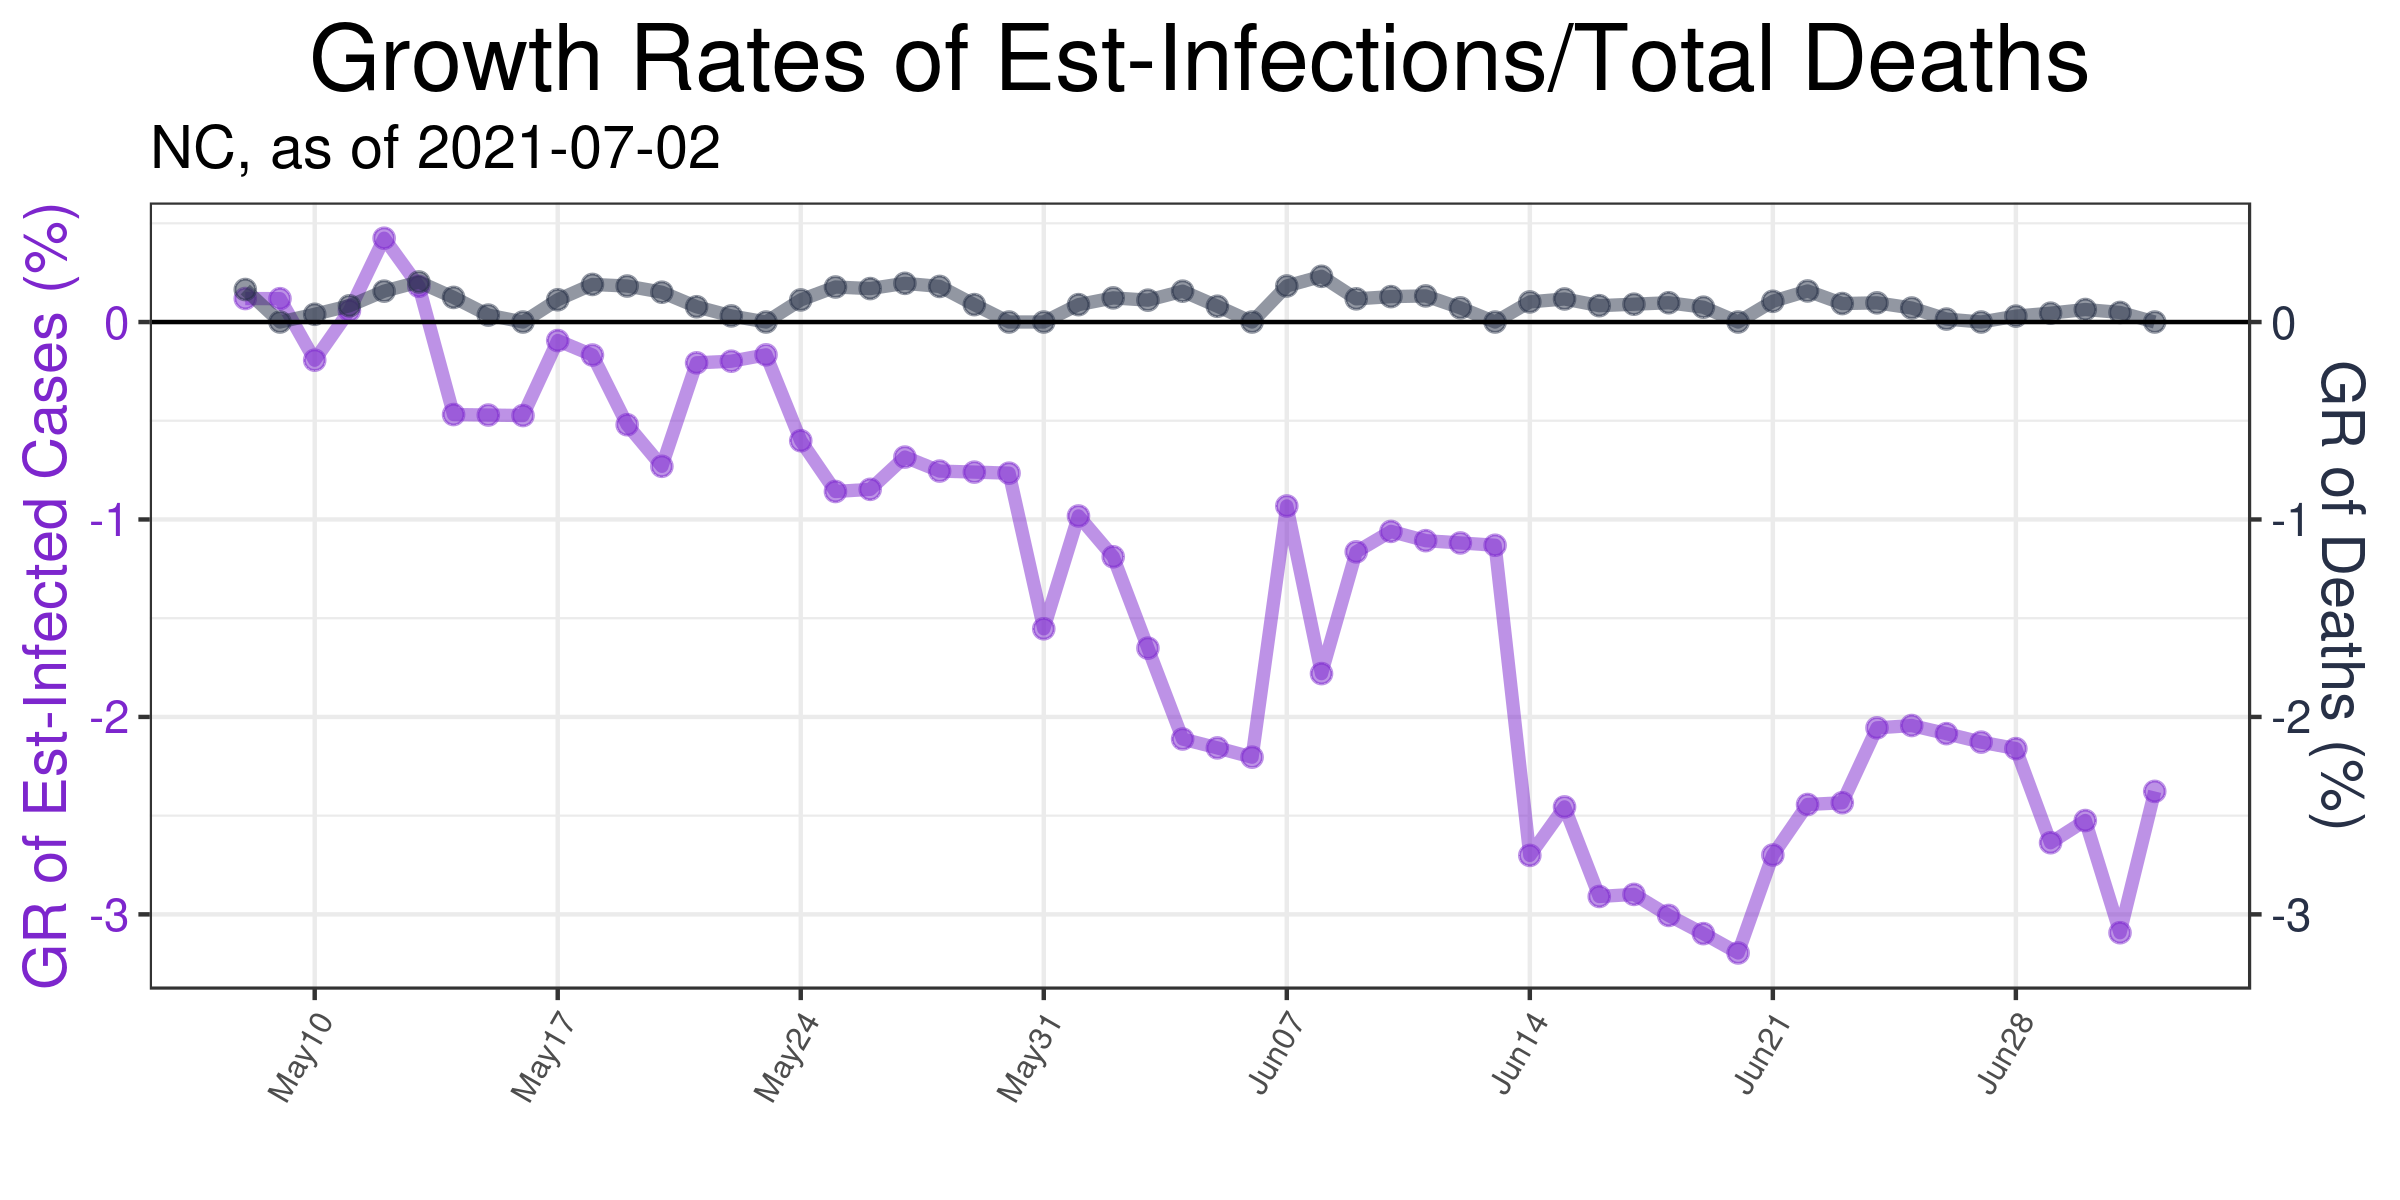 Growth Rates of Est-Infections/Total Deaths
NC, as of 2021-07-02
GR of Est-Infected Cases (%)
0
-1
-2
-3
0
-1
-2
-3
GR of Deaths (%)
May10
May17
May24
May31
Jun07
Jun14
Jun21
Jun28